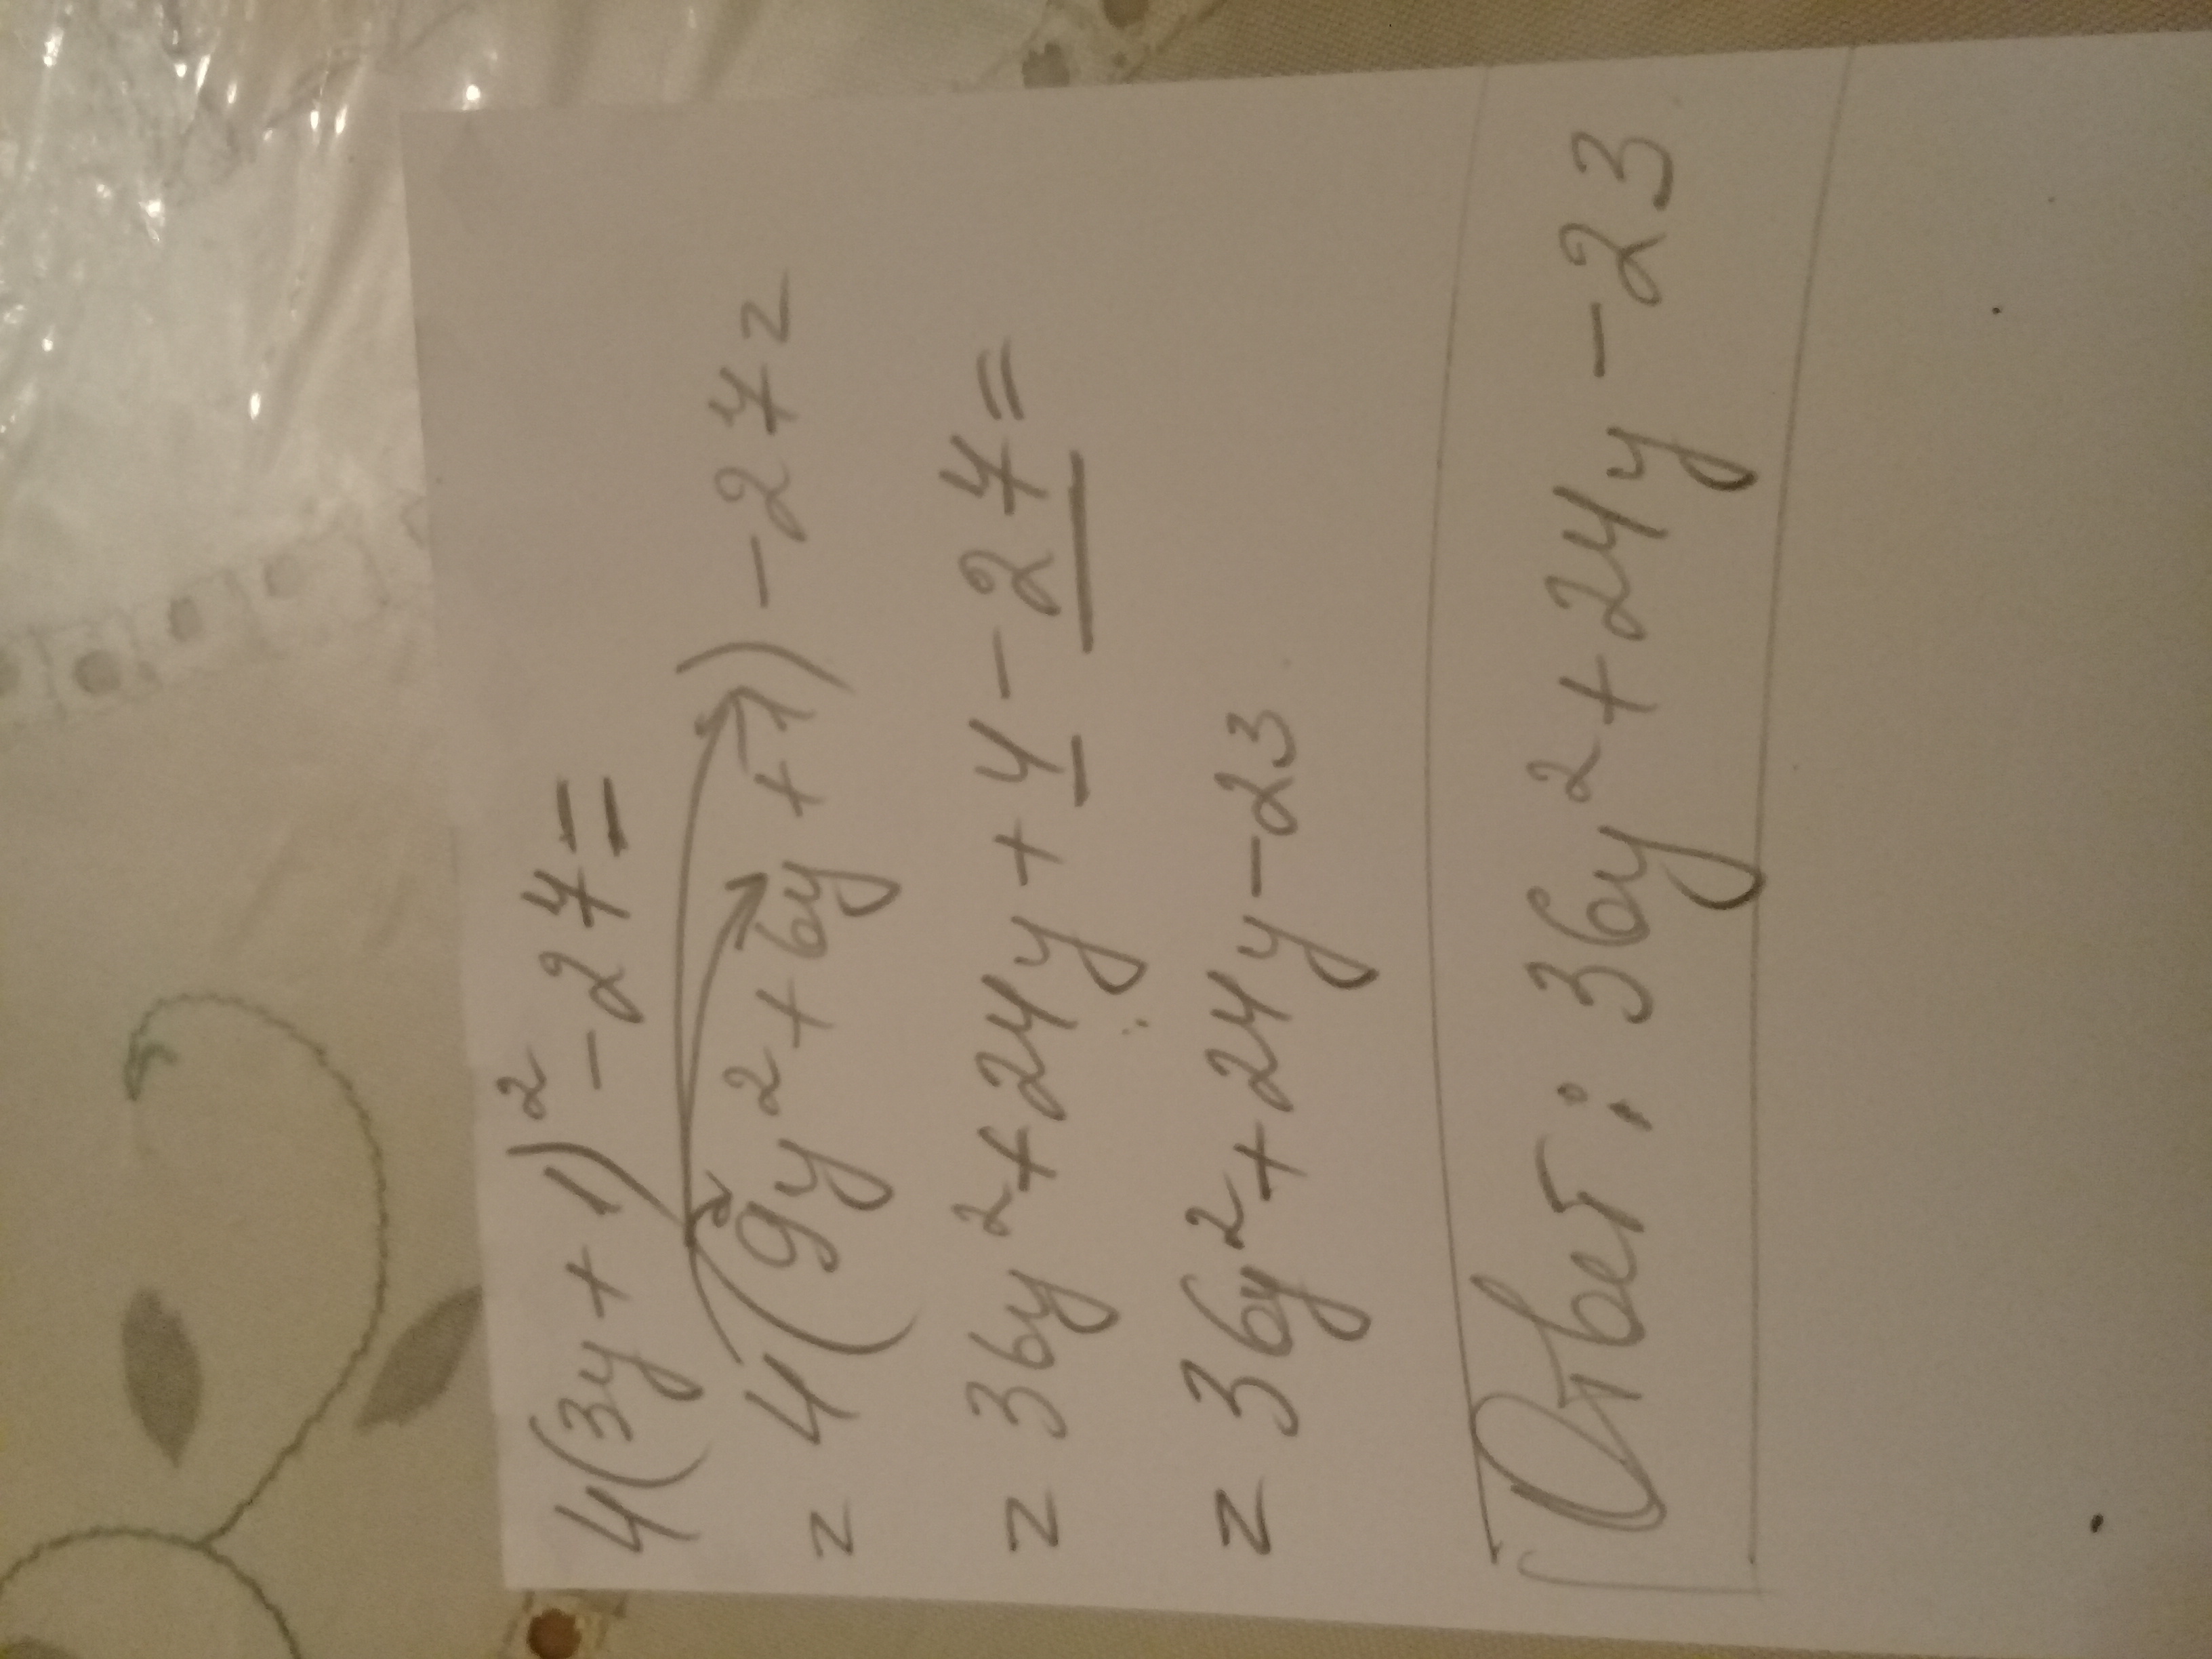 4(3y+1)²-27=
=4(9y²+6y+1)-27=
=36y²+24y+4-27=
=36y²+24y-23
Ответ: 36y²+24y-23